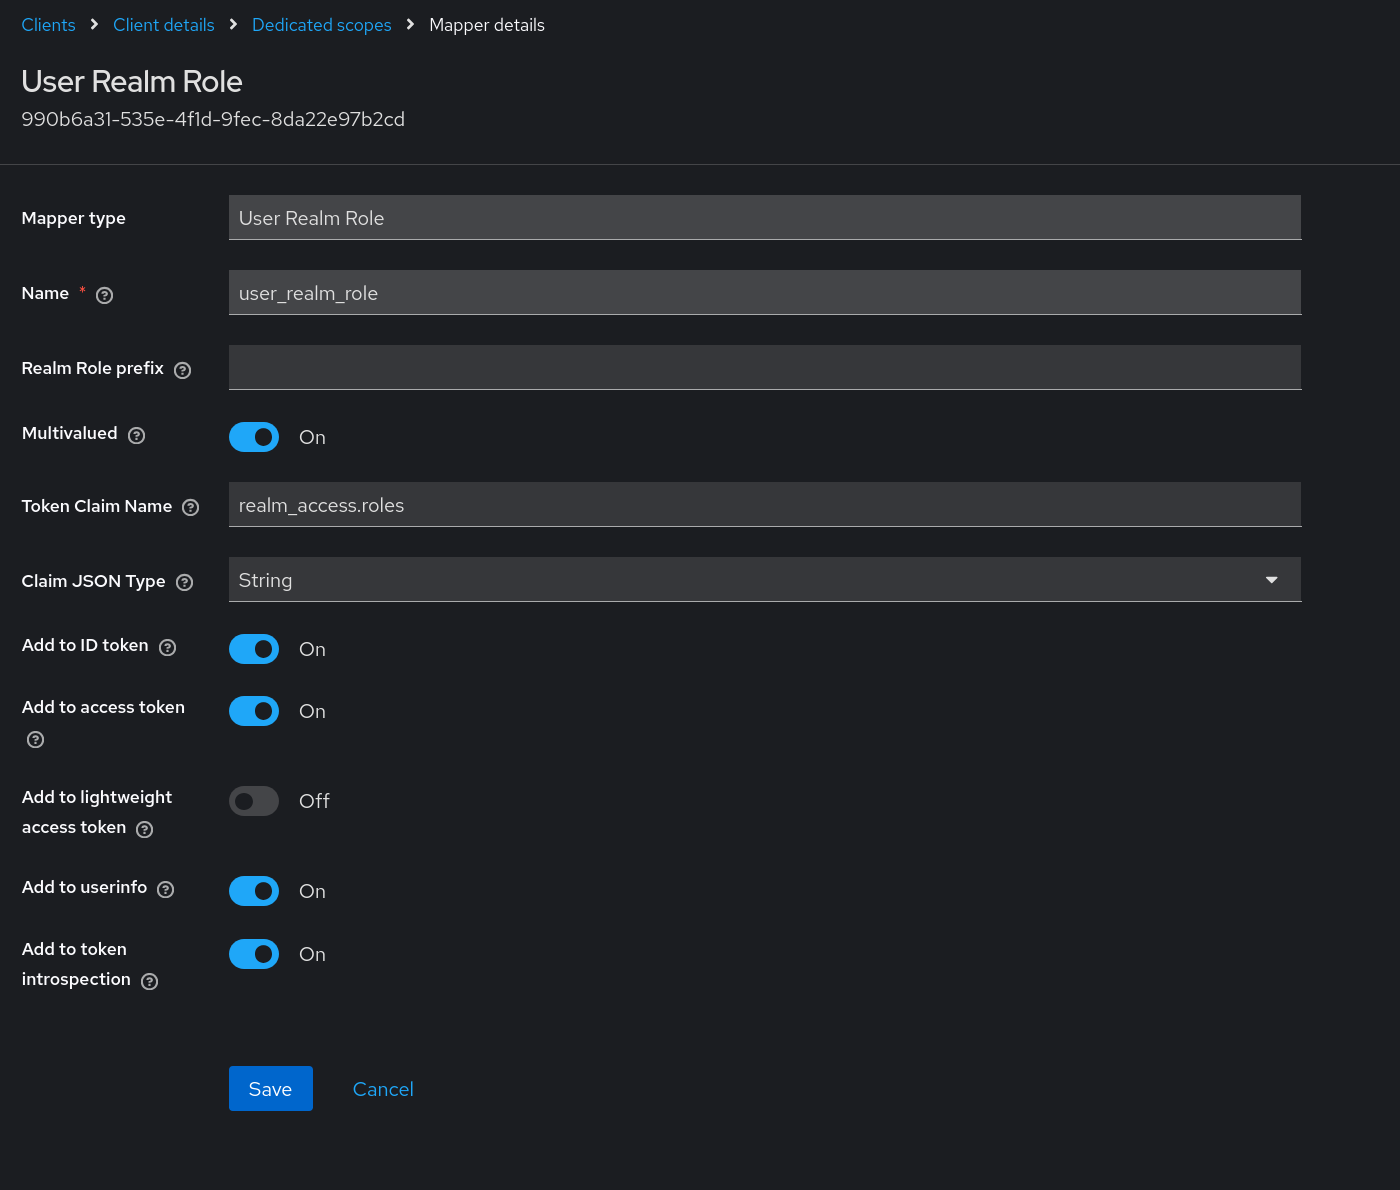 Clients > Client details > Dedicated scopes > Mapper details
User Realm Role
990b6a31-535e-4f1d-9fec-8da22e97b2cd
Mapper type User Realm Role
Name * user_realm_role
Realm Role prefix
Multivalued On
Token Claim Name realm_access.roles
Claim JSON Type String
Add to ID token On
Add to access token On
Add to lightweight
access token Off
Add to userinfo On
Add to token
introspection On
Save Cancel